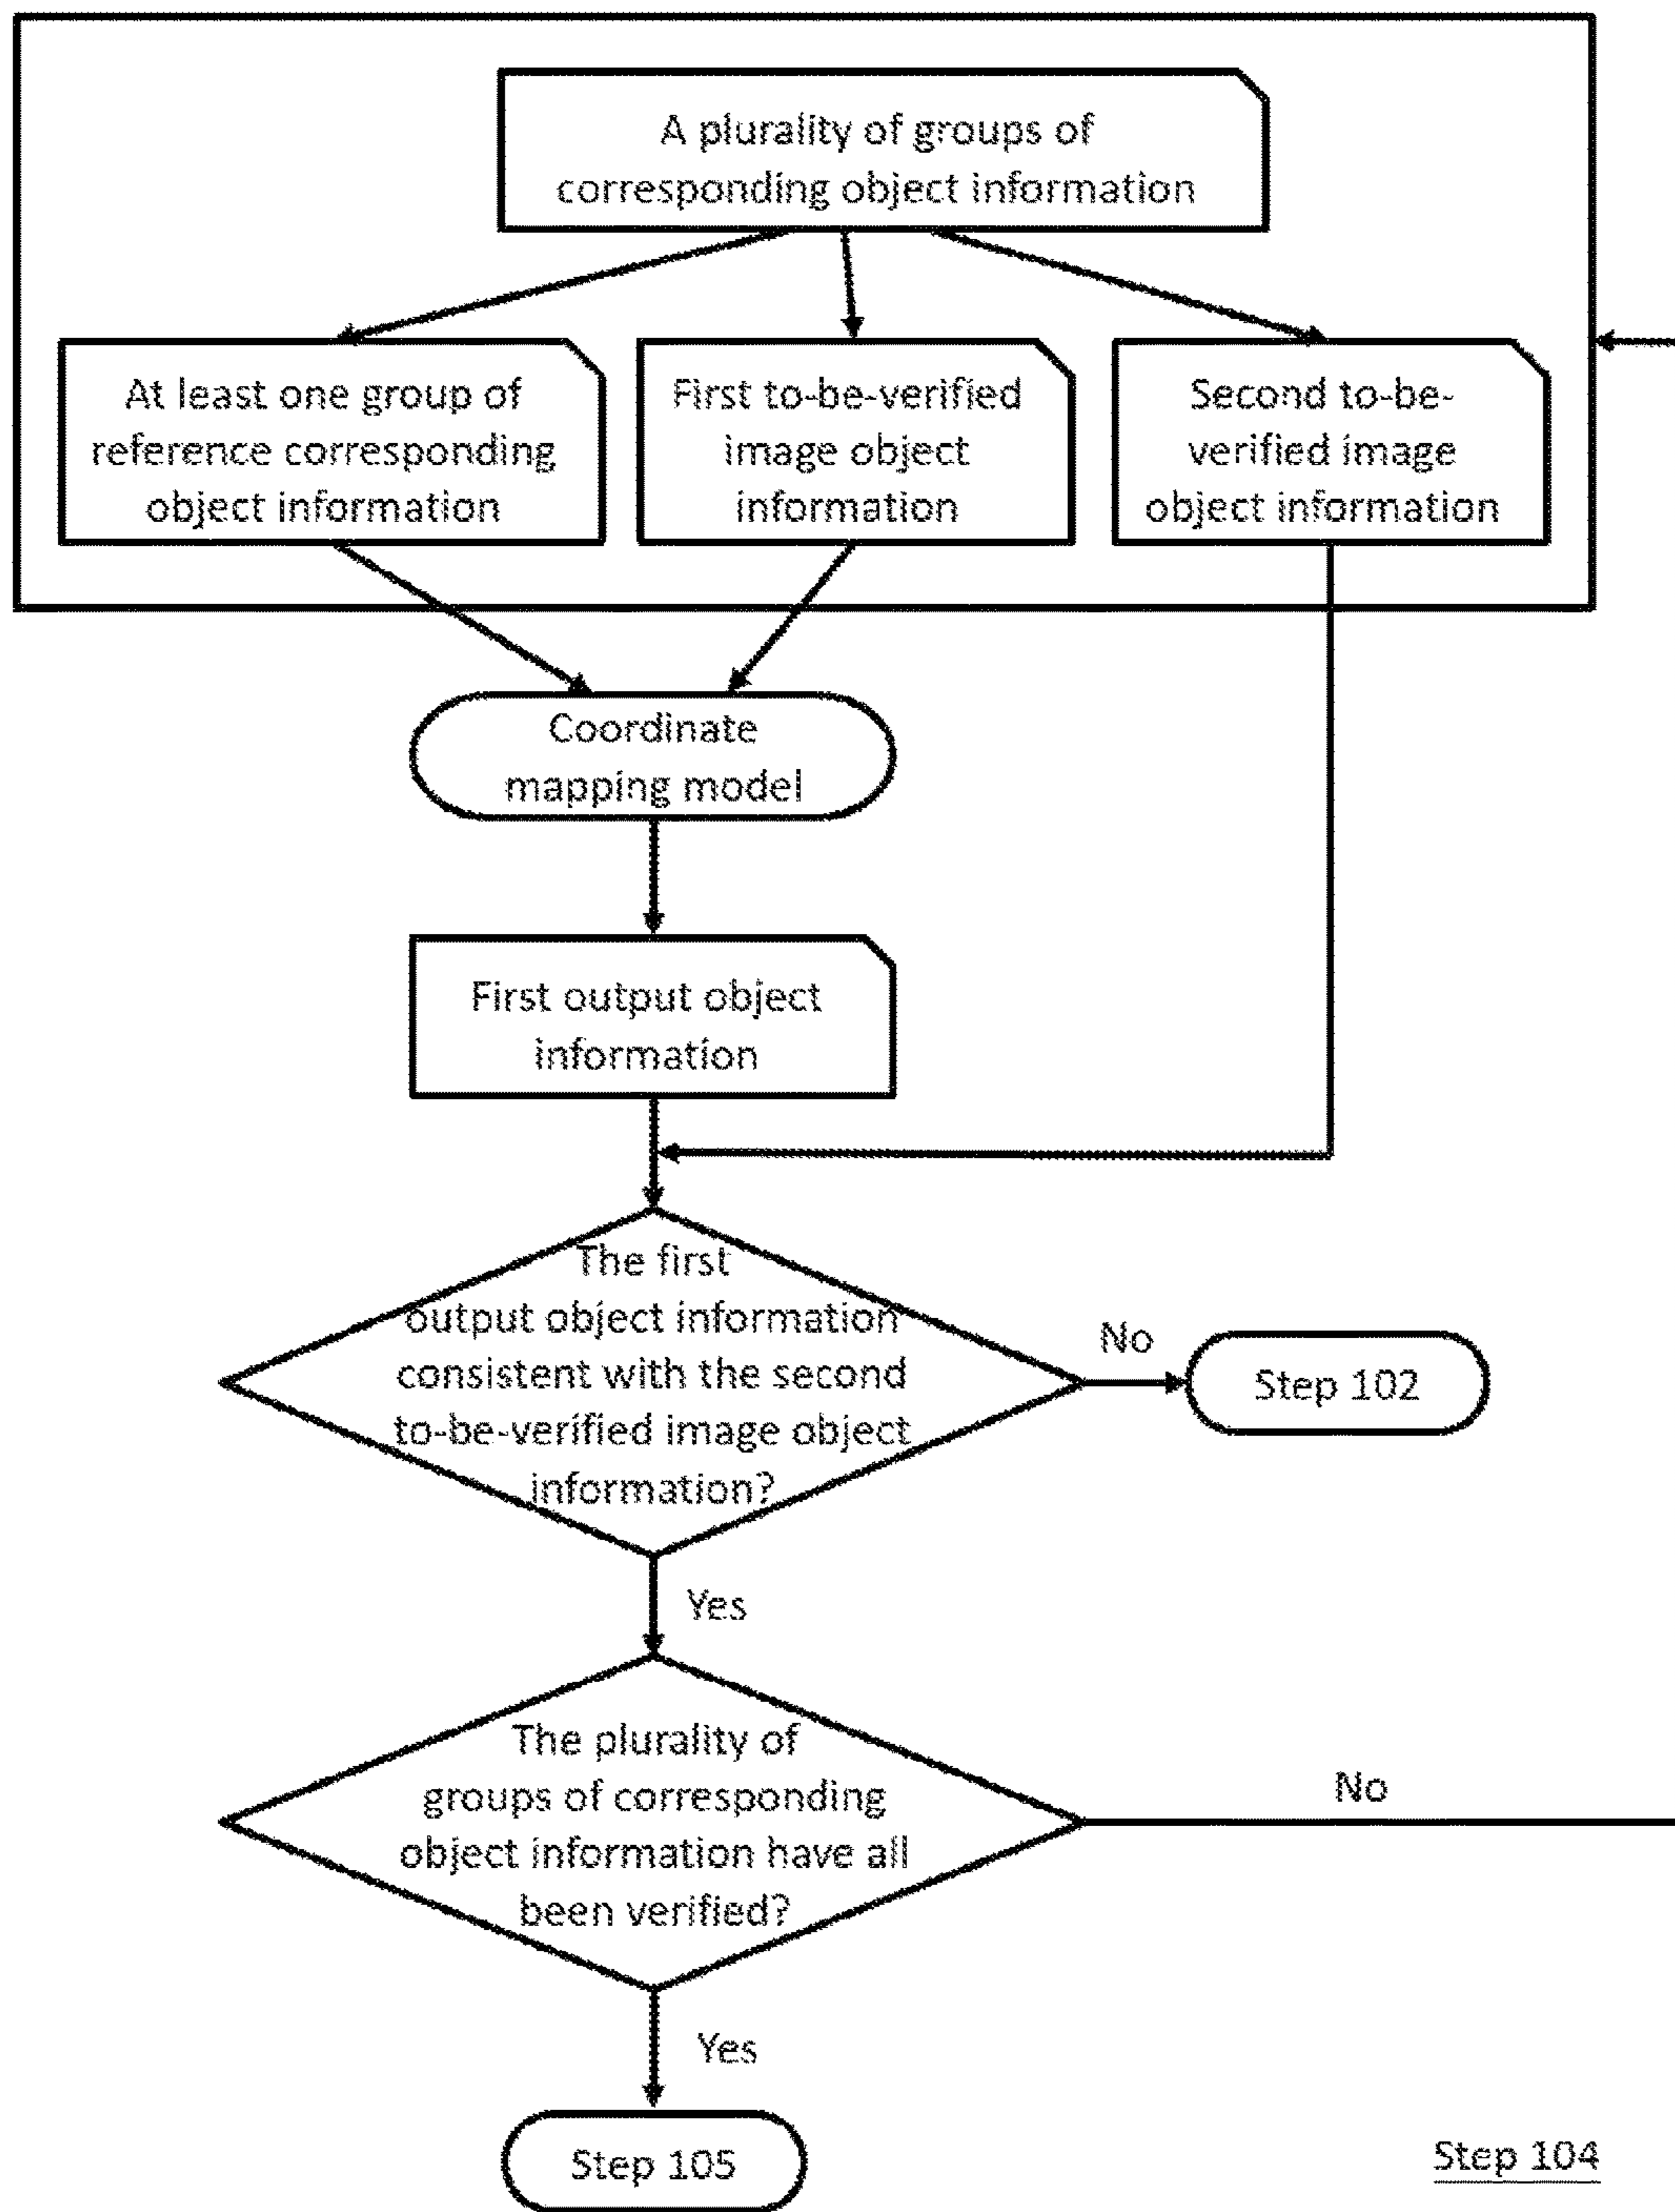 A plurality of groups of
corresponding object information
At least one group of
reference corresponding
object information
First to-be-verified
image object
information
Second to-be-
verified image
object information
Coordinate
mapping model
First output object
information
The first
output object information
consistent with the second
to-be-verified image object
information?
No
Step 102
Yes
The plurality of
groups of corresponding
object information have all
been verified?
No
Yes
Step 105
Step 104